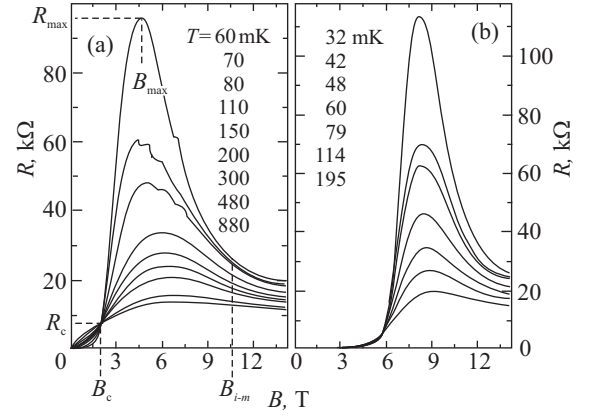 R_max
(a)
T = 60 mK
70
80
110
150
200
300
480
880
B_max
80
60
40
20
R_c
R, kΩ
0
3
6
9
12
B_c
B_i-m
B, T
(b)
32 mK
42
48
60
79
114
195
100
80
60
40
20
0
R, kΩ
0
3
6
9
12